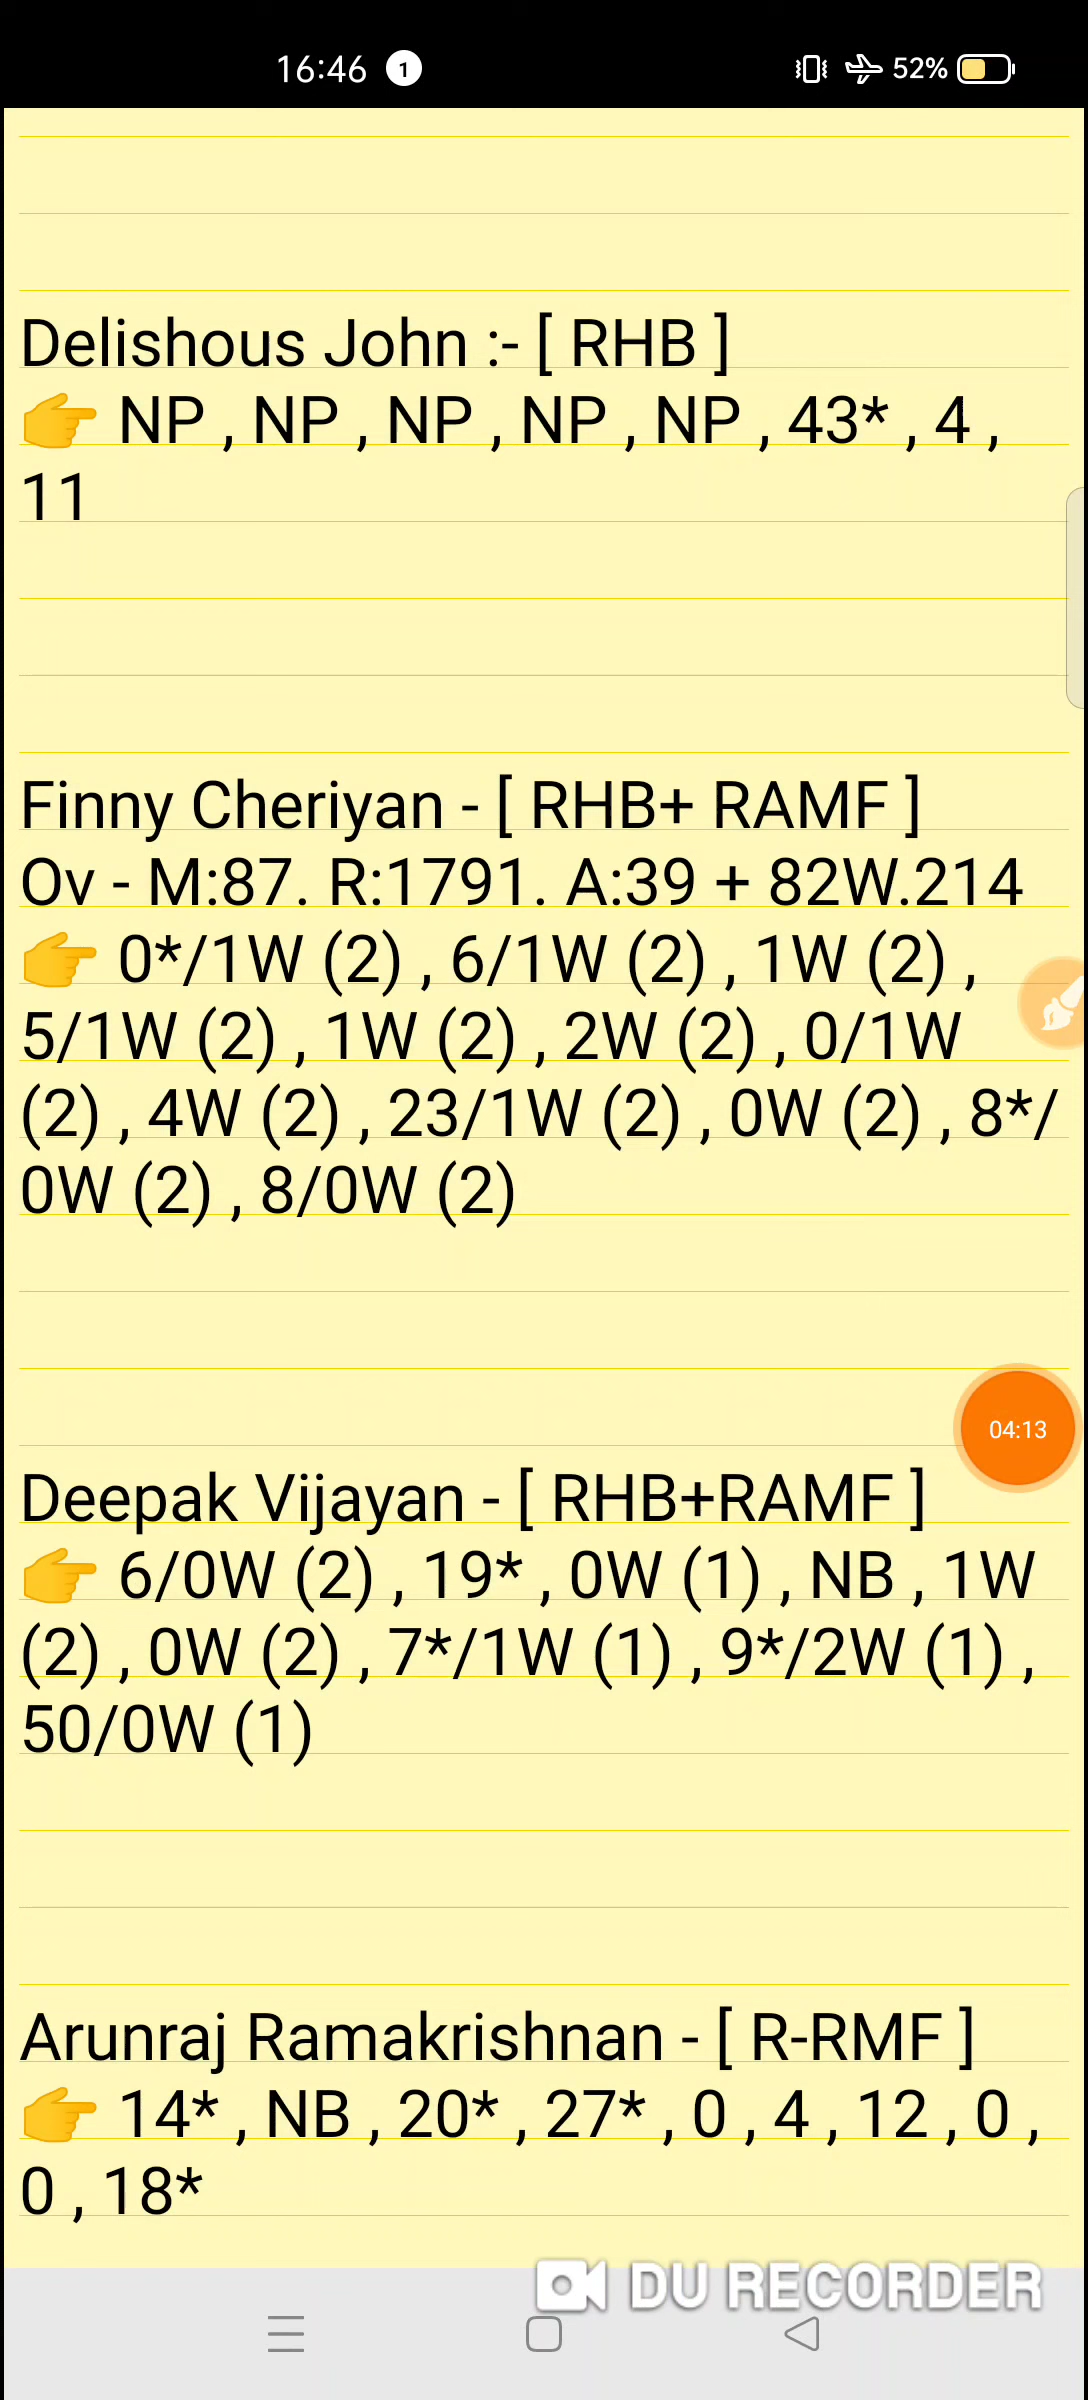 16:46 1 52%
Delishous John :- [ RHB ]
👉 NP , NP , NP , NP , NP , 43* , 4 ,
11
Finny Cheriyan - [ RHB+ RAMF ]
Ov - M:87. R:1791. A:39 + 82W.214
👉 0*/1W (2) , 6/1W (2) , 1W (2) ,
5/1W (2) , 1W (2) , 2W (2) , 0/1W
(2) , 4W (2) , 23/1W (2) , 0W (2) , 8*/
0W (2) , 8/0W (2)
04:13
Deepak Vijayan - [ RHB+RAMF ]
👉 6/0W (2) , 19* , 0W (1) , NB , 1W
(2) , 0W (2) , 7*/1W (1) , 9*/2W (1) ,
50/0W (1)
Arunraj Ramakrishnan - [ R-RMF ]
👉 14* , NB , 20* , 27* , 0 , 4 , 12 , 0 ,
0 , 18*
DU RECORDER